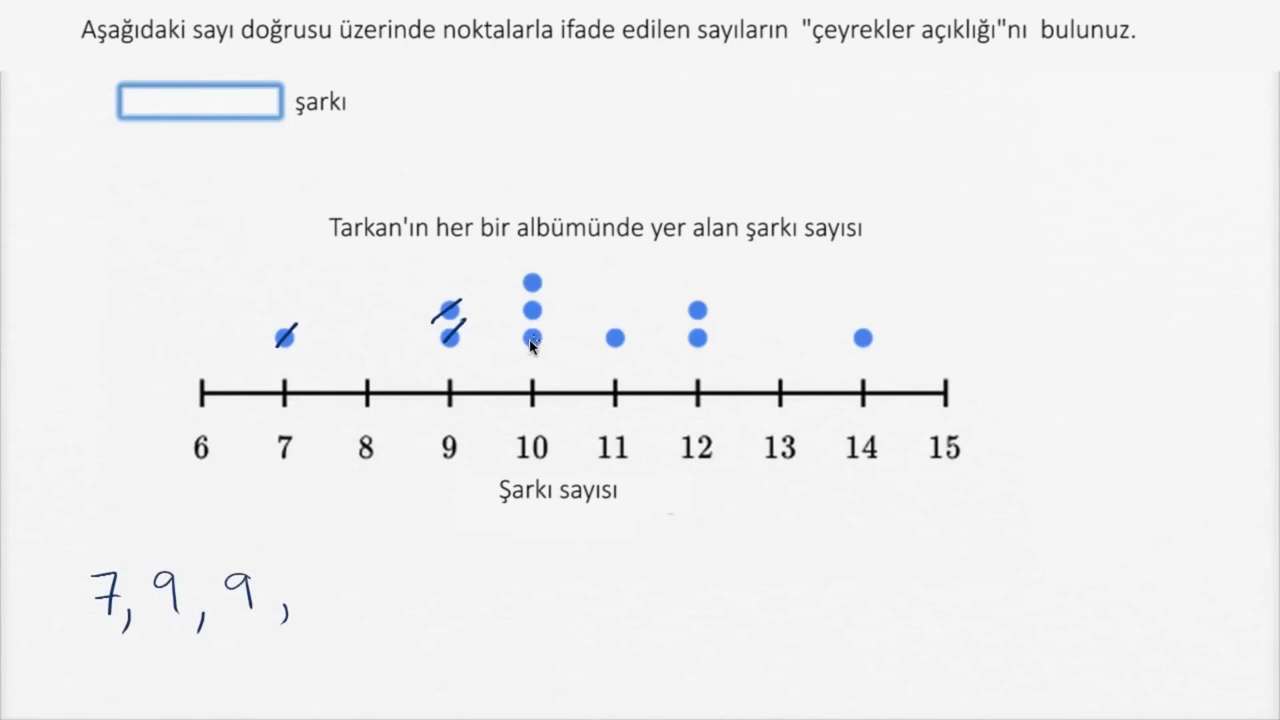 Aşağıdaki sayı doğrusu üzerinde noktalarla ifade edilen sayıların "çeyrekler açıklığı"nı bulunuz.
şarkı
Tarkan'ın her bir albümünde yer alan şarkı sayısı
6 7 8 9 10 11 12 13 14 15
Şarkı sayısı
7, 9, 9,